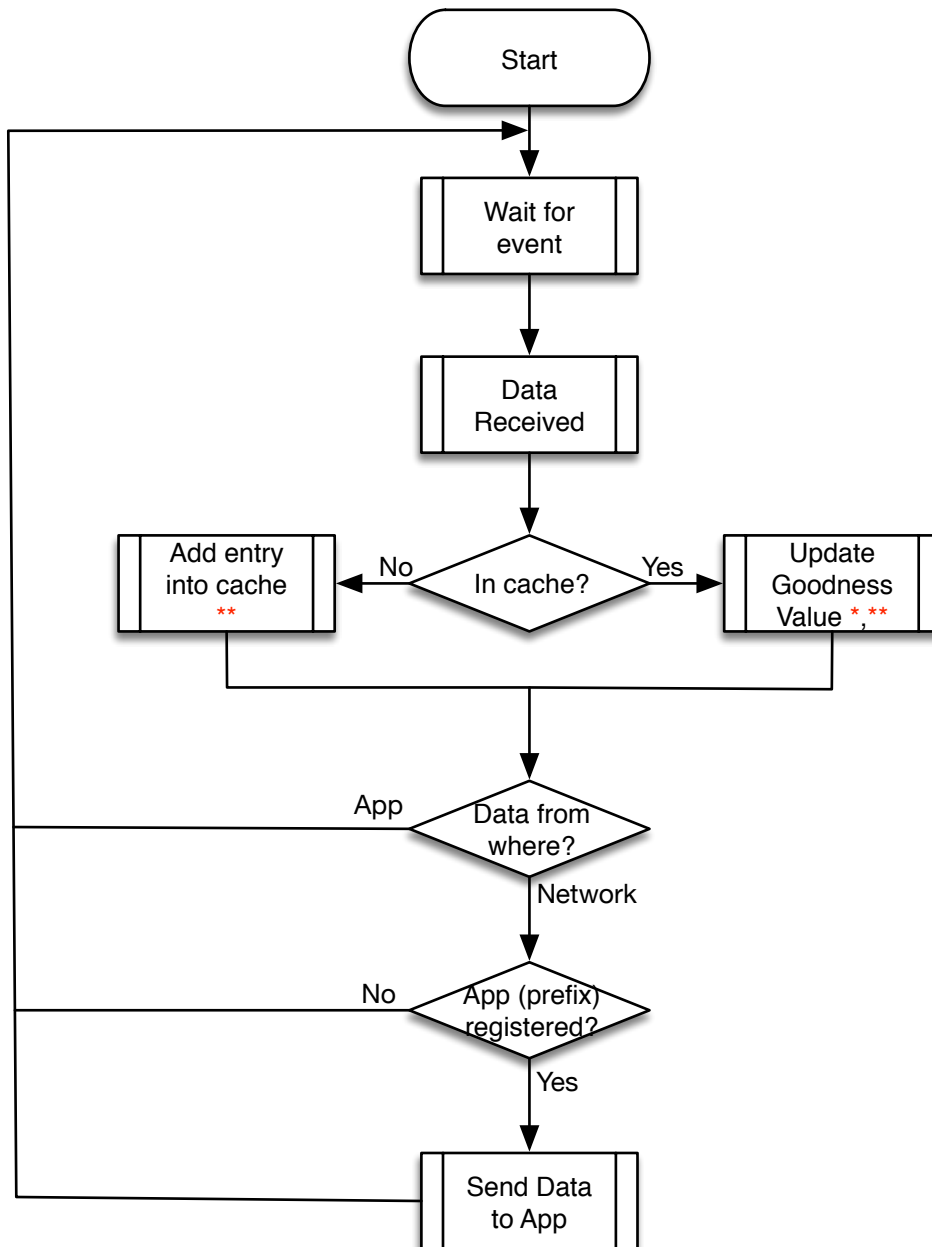 Start
Wait for
event
Data
Received
Add entry
into cache
**
No
In cache?
Yes
Update
Goodness
Value *,**
App
Data from
where?
Network
No
App (prefix)
registered?
Yes
Send Data
to App